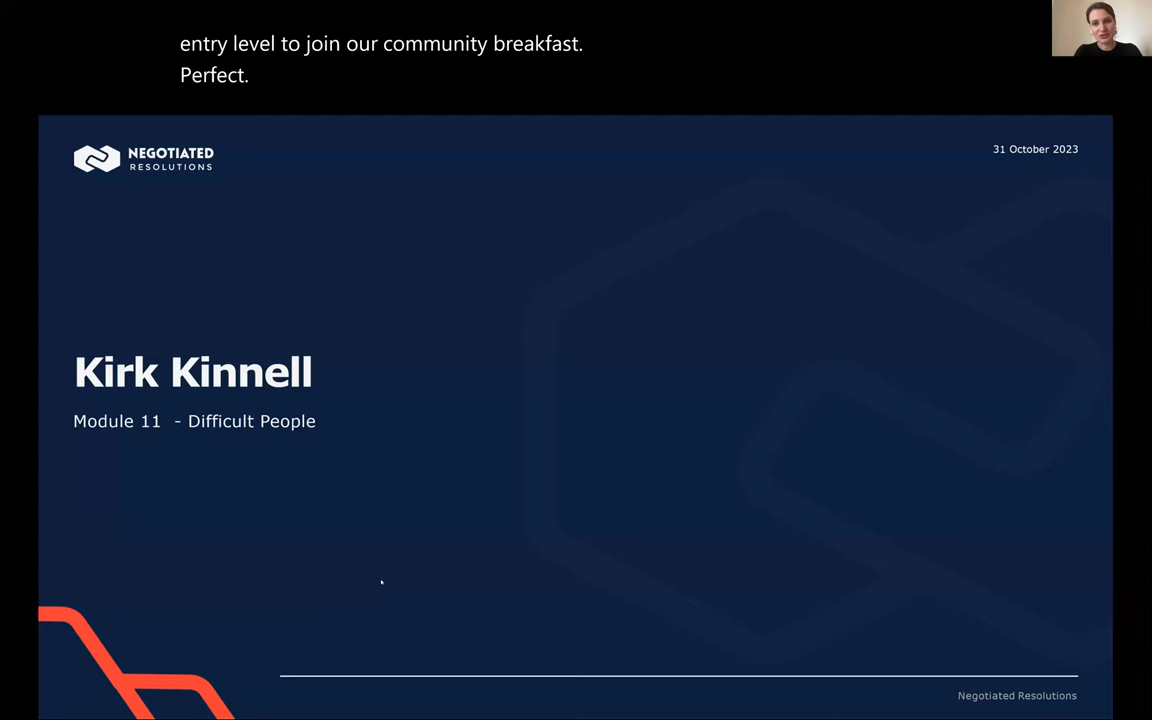 entry level to join our community breakfast.
Perfect.
NEGOTIATED
RESOLUTIONS
31 October 2023
Kirk Kinnell
Module 11 - Difficult People
Negotiated Resolutions